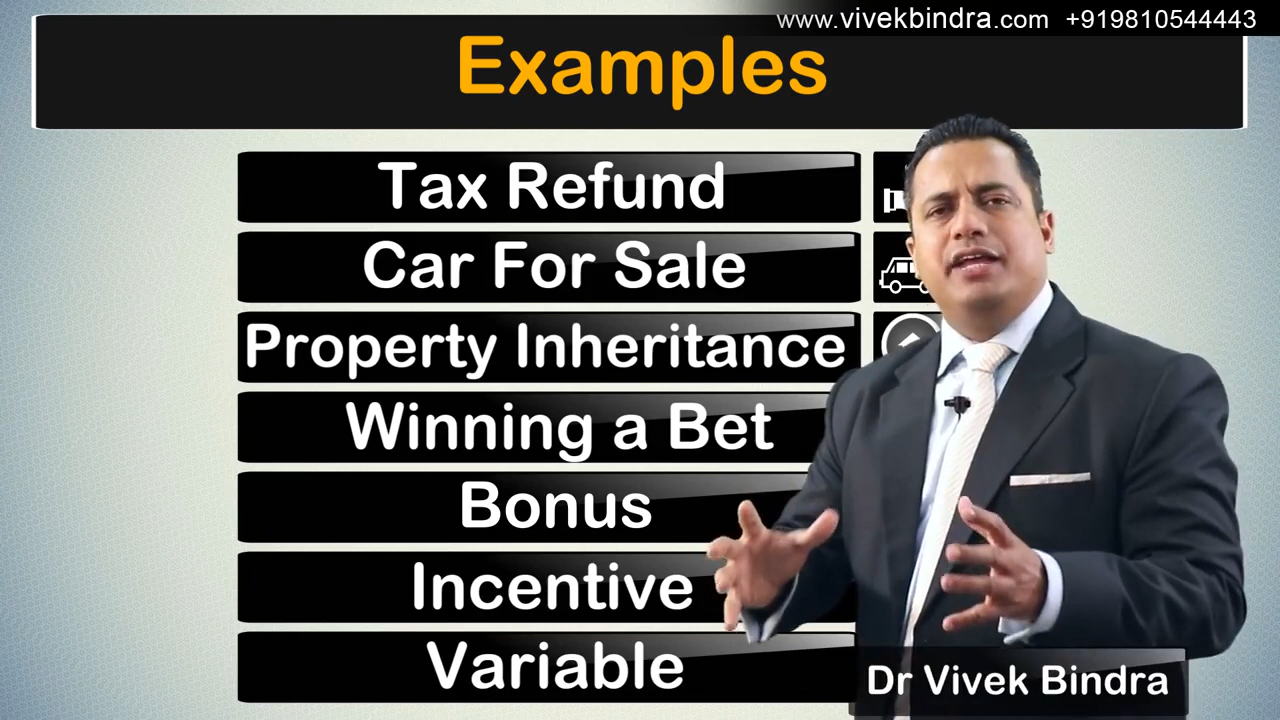 www.vivekbindra.com +919810544443
Examples
Tax Refund
Car For Sale
Property Inheritance
Winning a Bet
Bonus
Incentive
Variable
Dr Vivek Bindra